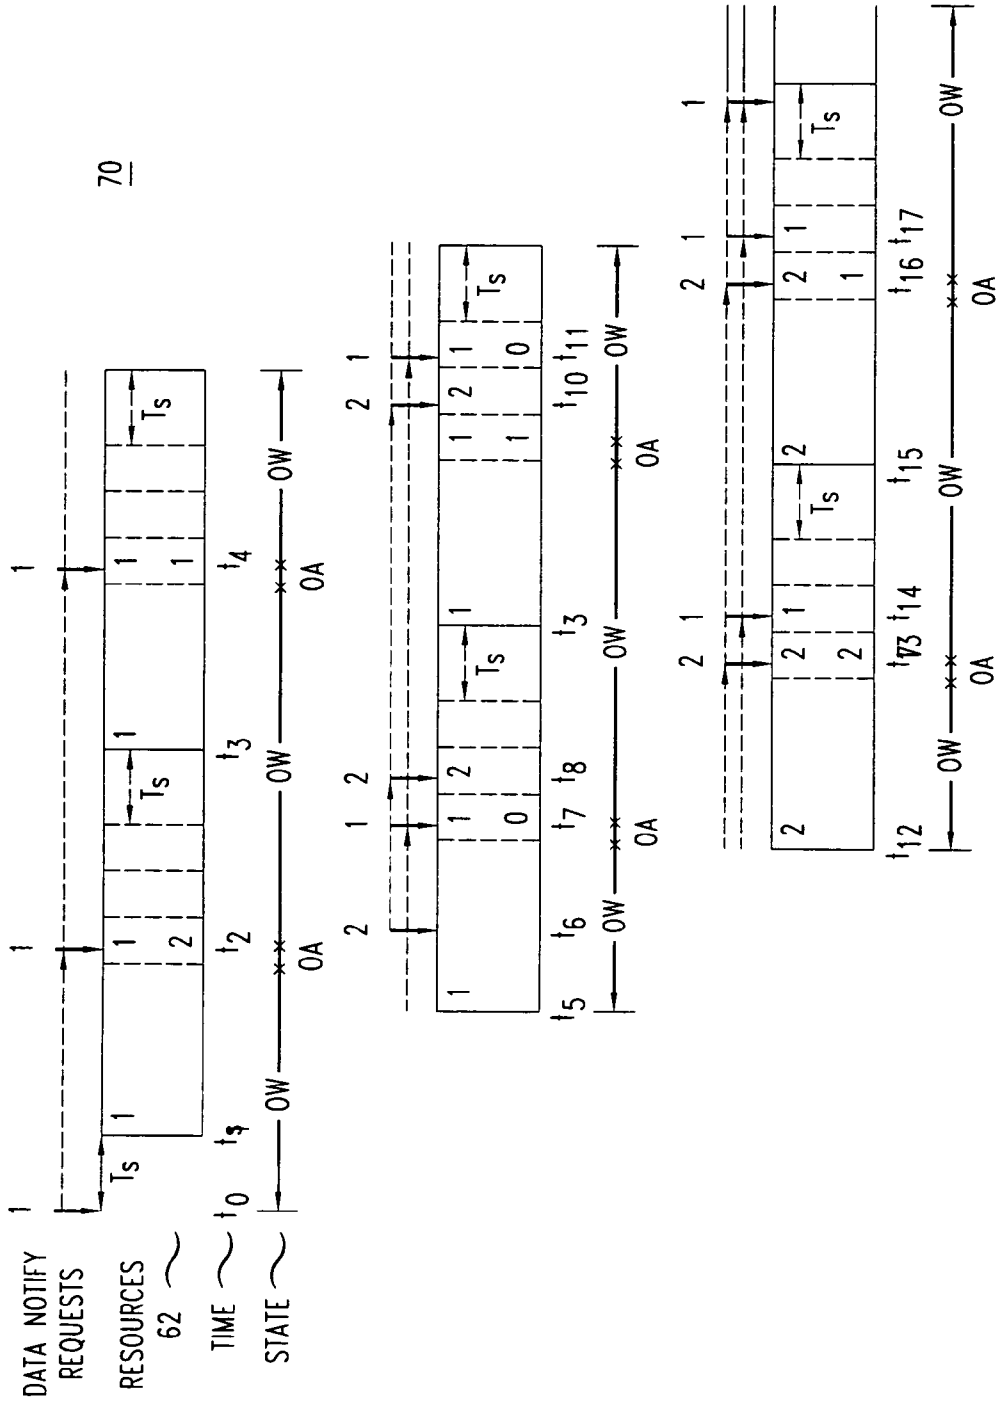 70
DATA NOTIFY
REQUESTS
1
1
1
RESOURCES
62
Ts
1
1
2
Ts
1
1
1
Ts
TIME
t0
t2
t3
t4
STATE
OW
OA
OW
OA
OW
2
1
2
2
1
1
1
0
2
Ts
1
1
1
2
1
0
Ts
t5
t6
t7
t8
t3
t10
t11
OW
OA
OW
OA
OW
2
1
2
1
1
2
2
2
1
Ts
2
2
1
1
Ts
t12
t14
t15
t16
t17
OW
OA
OW
OA
OW